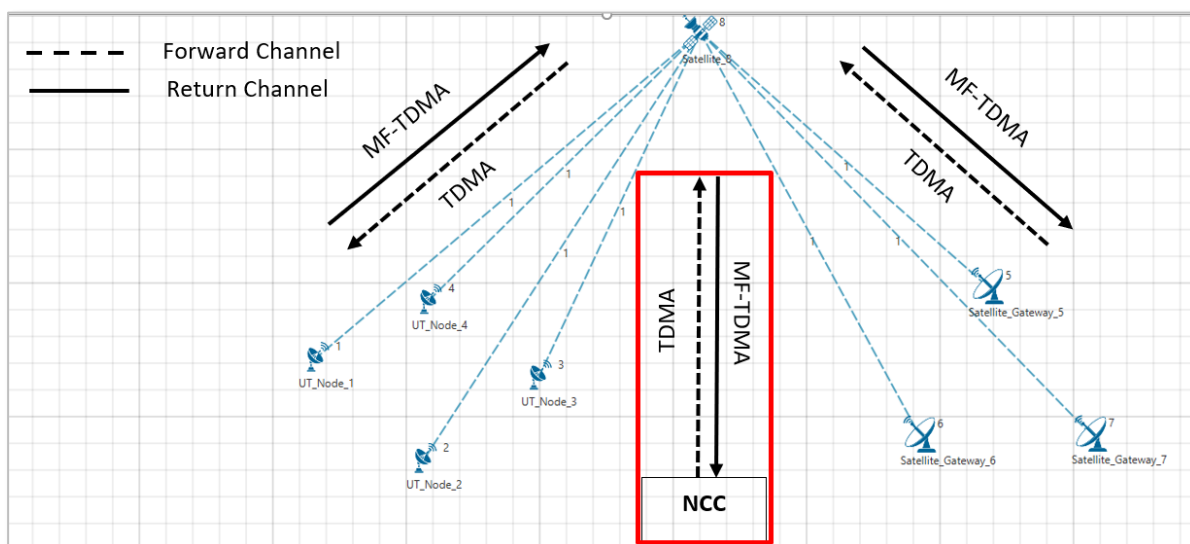 Forward Channel
Return Channel
8
Satellite_8
MF-TDMA
TDMA
MF-TDMA
TDMA
1
1
1
1
1
1
1
TDMA
MF-TDMA
4
UT_Node_4
1
UT_Node_1
3
UT_Node_3
2
UT_Node_2
5
Satellite_Gateway_5
6
Satellite_Gateway_6
7
Satellite_Gateway_7
NCC